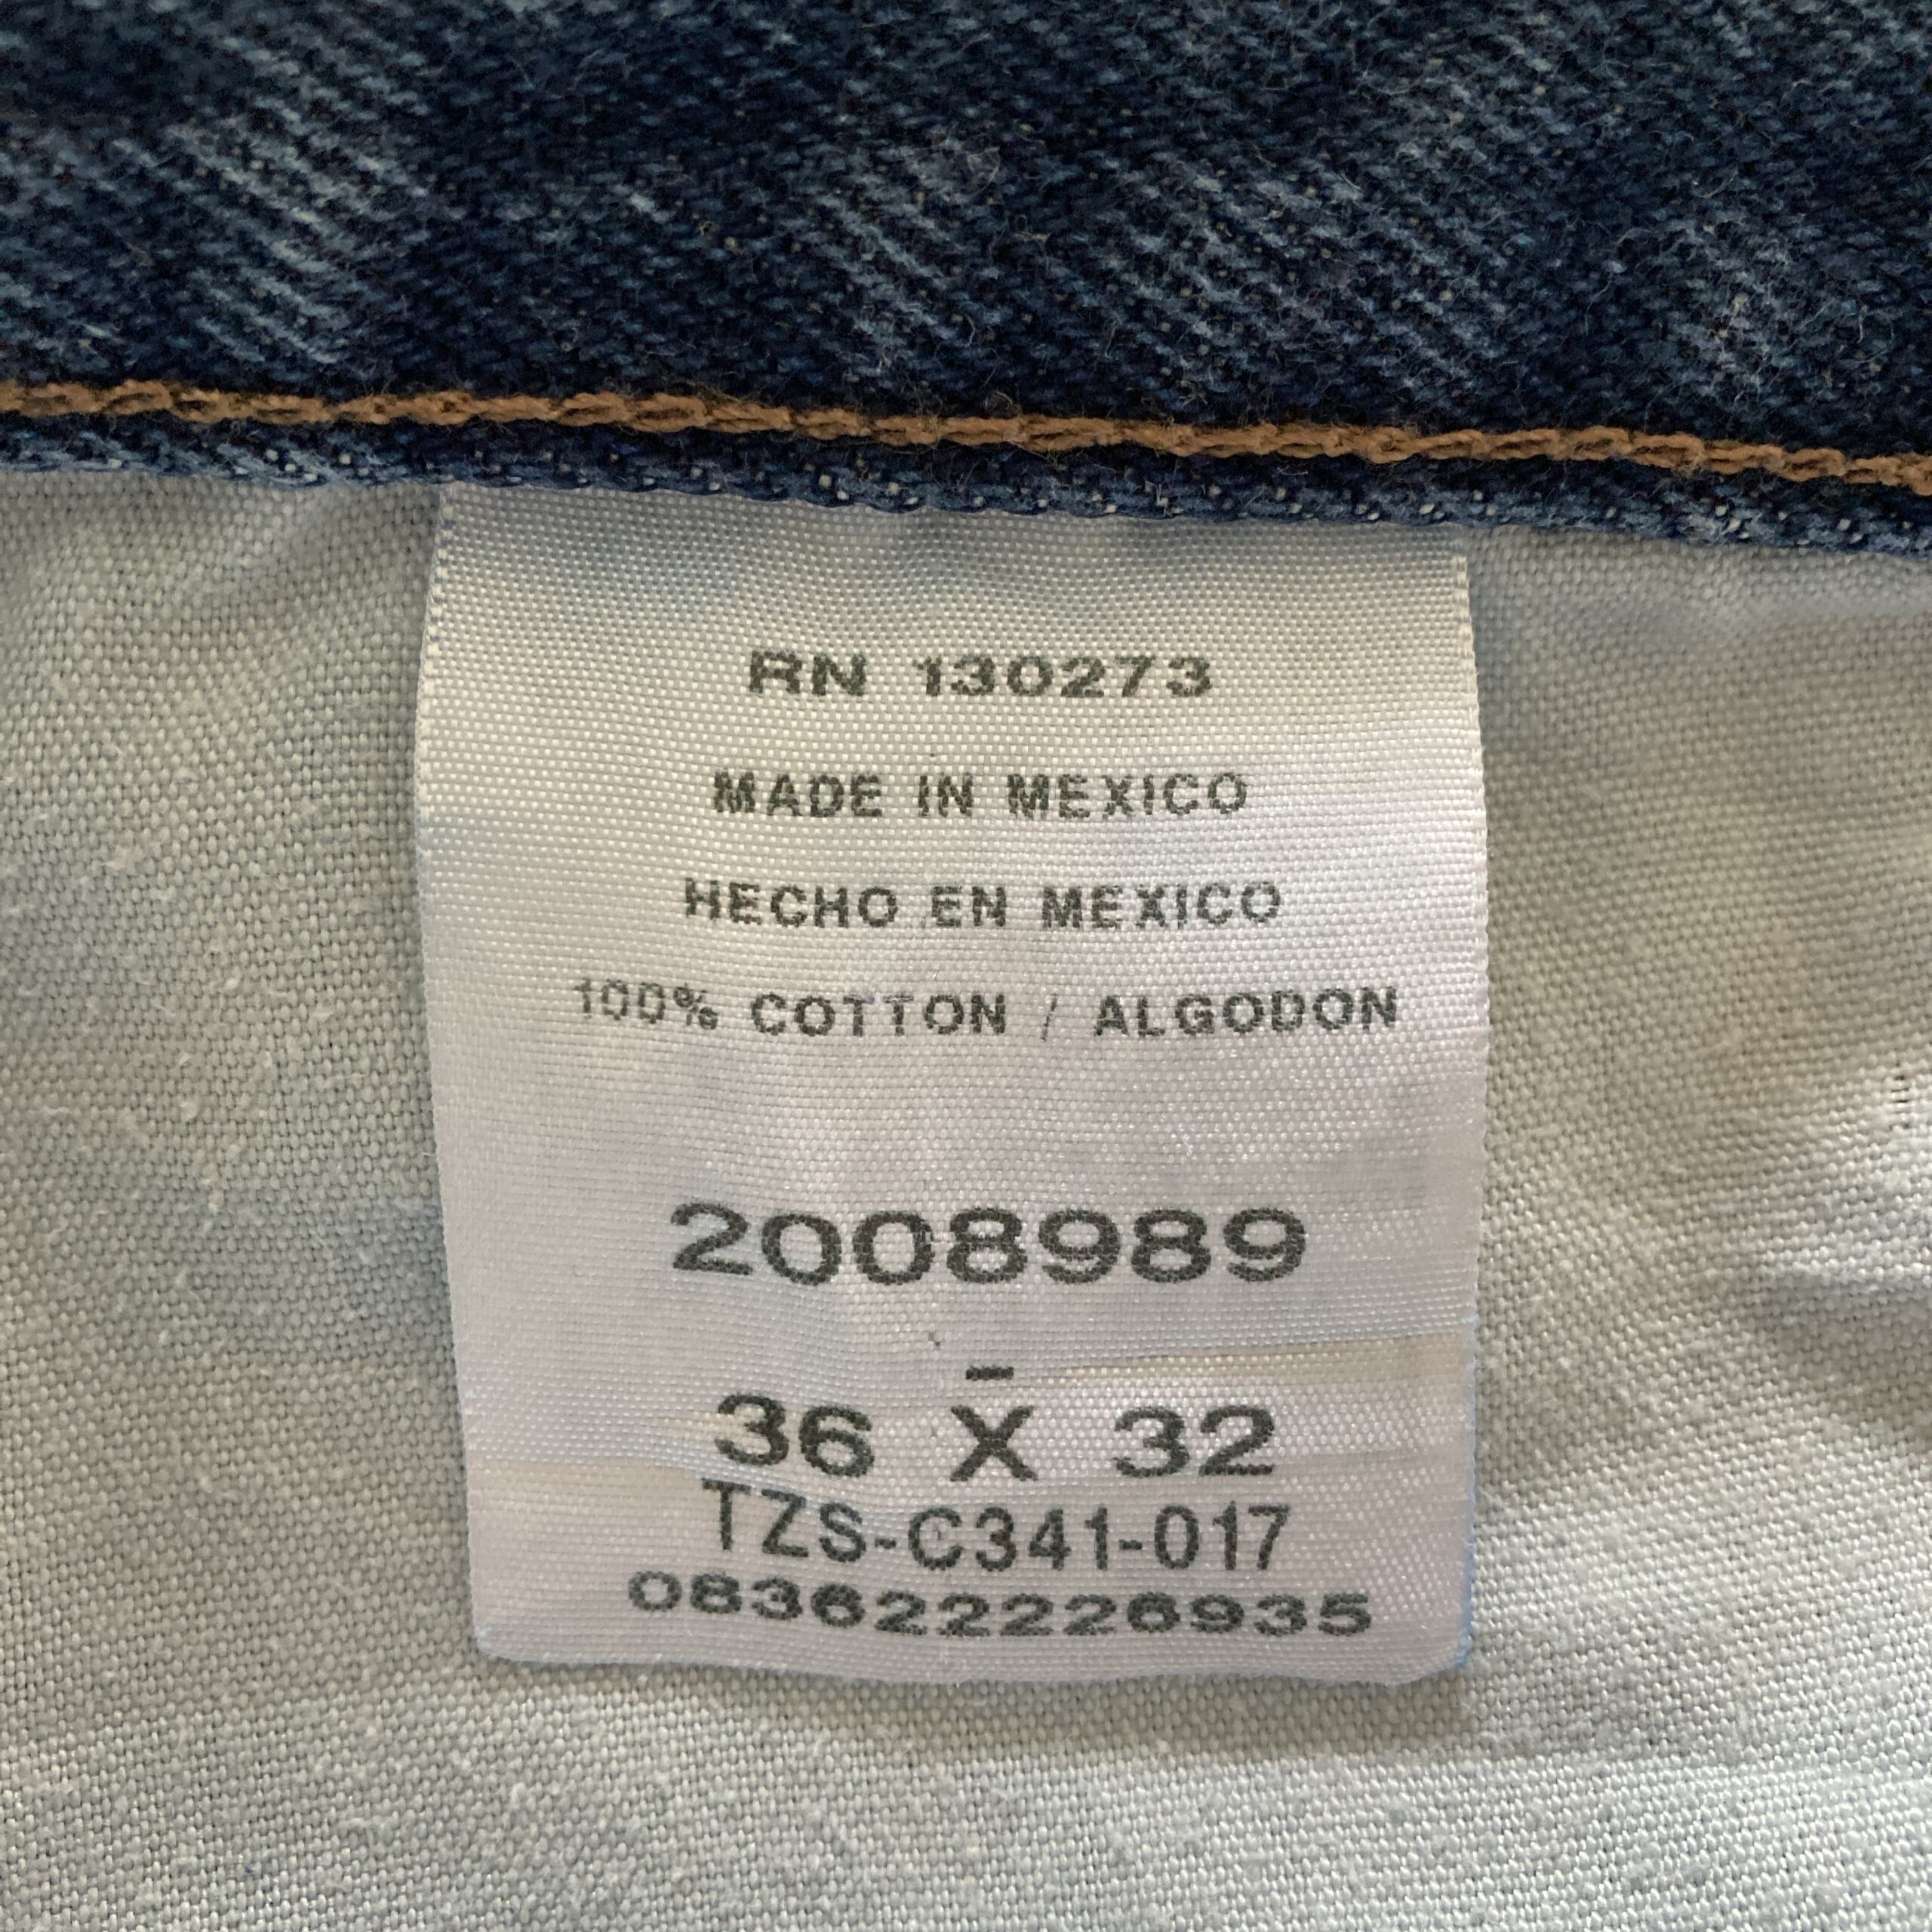 RN 130273
MADE IN MEXICO
HECHO EN MEXICO
100% COTTON / ALGODON
2008989
-
36 X 32
TZS-C341-017
083622226935